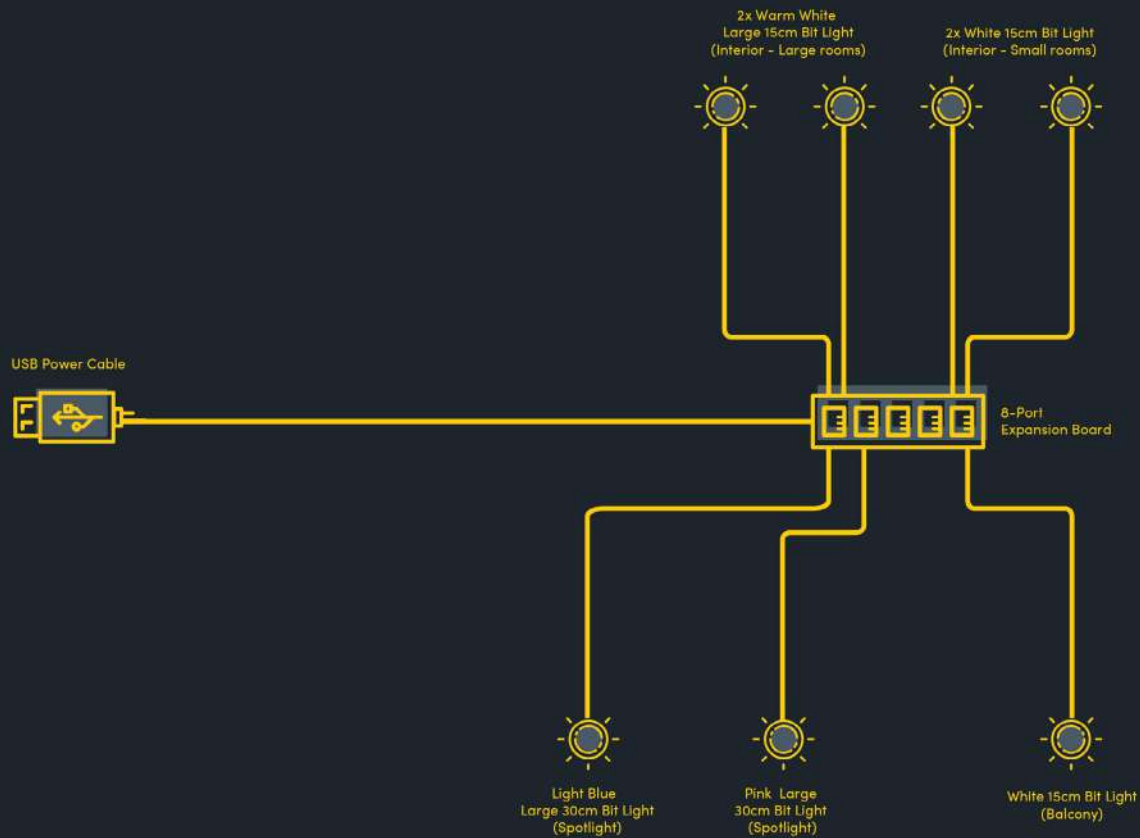 2x Warm White
Large 15cm Bit Light
(Interior - Large rooms)
2x White 15cm Bit Light
(Interior - Small rooms)
USB Power Cable
8-Port
Expansion Board
Light Blue
Large 30cm Bit Light
(Spotlight)
Pink Large
30cm Bit Light
(Spotlight)
White 15cm Bit Light
(Balcony)